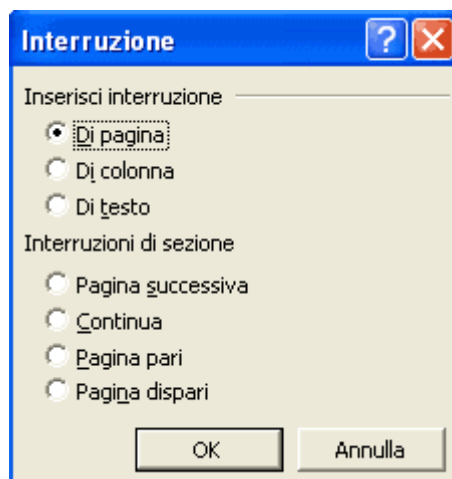 Interruzione
Inserisci interruzione
Di pagina
Di colonna
Di testo
Interruzioni di sezione
Pagina successiva
Continua
Pagina pari
Pagina dispari
OK Annulla